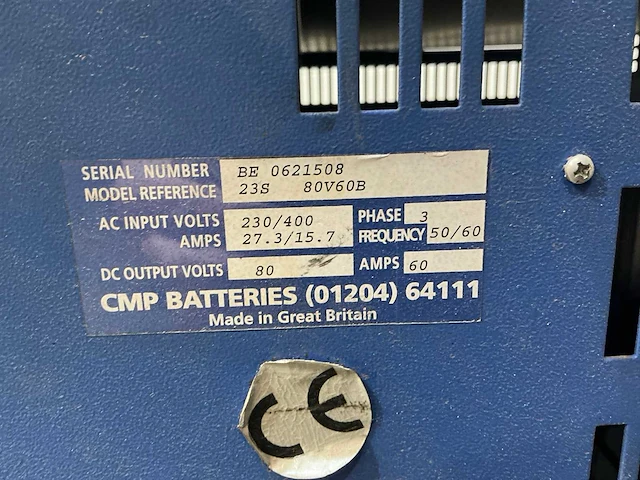 SERIAL NUMBER BE 0621508
MODEL REFERENCE 23S 80V60B
AC INPUT VOLTS 230/400 PHASE 3
AMPS 27.3/15.7 FREQUENCY 50/60
DC OUTPUT VOLTS 80 AMPS 60
CMP BATTERIES (01204) 64111
Made in Great Britain
CE